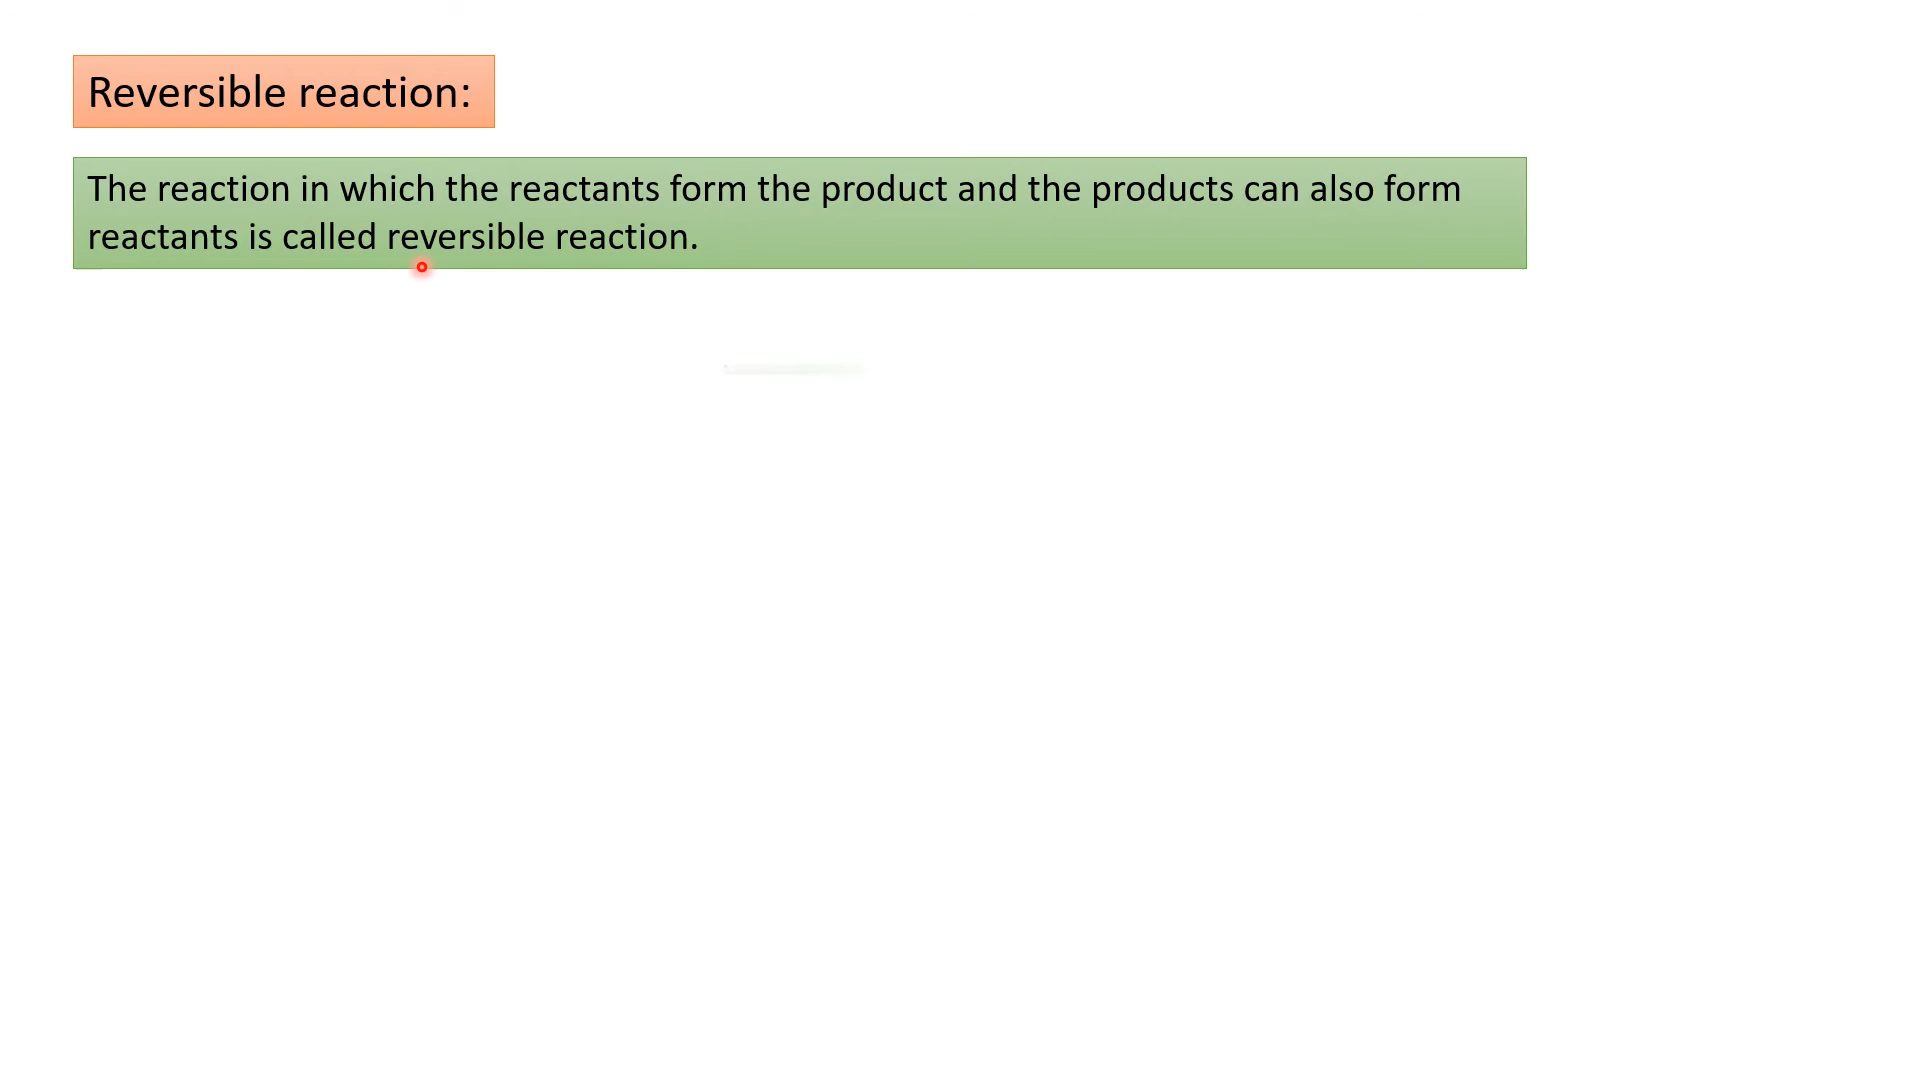 Reversible reaction:
The reaction in which the reactants form the product and the products can also form
reactants is called reversible reaction.